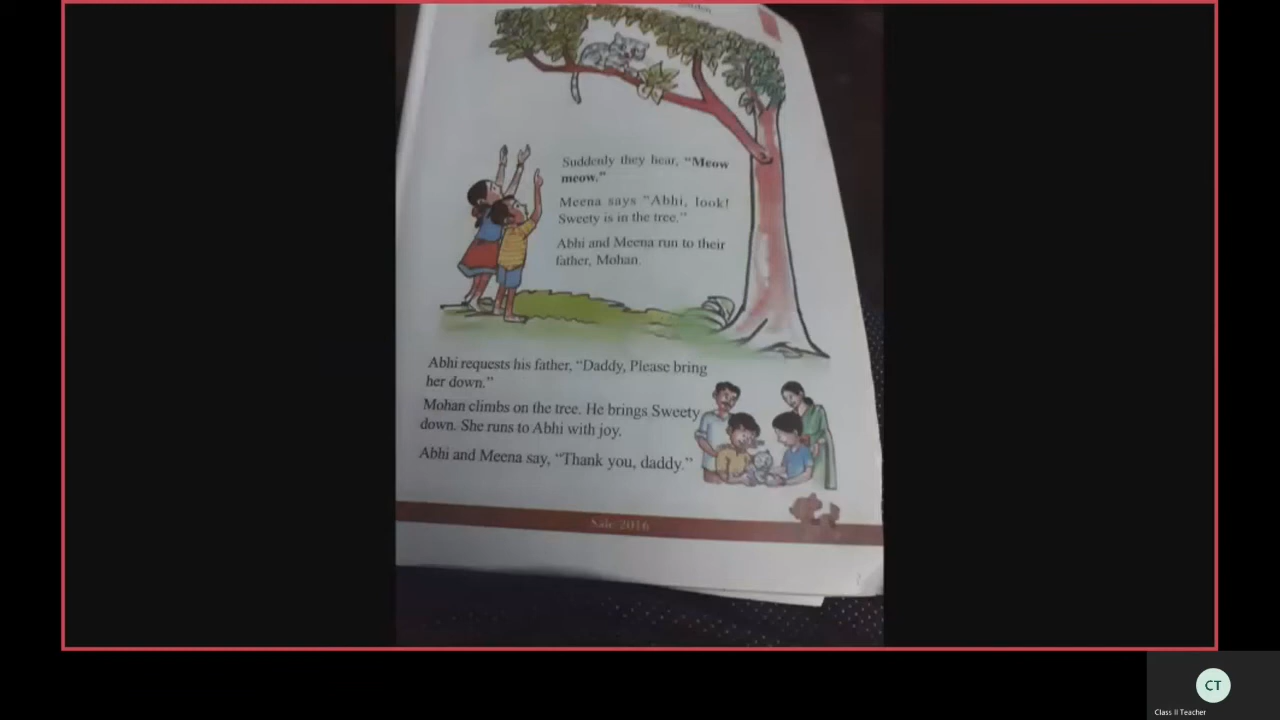 Suddenly they hear, "Meow
meow."
Meena says "Abhi, look!
Sweety is in the tree."
Abhi and Meena run to their
father, Mohan.
Abhi requests his father, "Daddy, Please bring
her down."
Mohan climbs on the tree. He brings Sweety
down. She runs to Abhi with joy.
Abhi and Meena say, "Thank you, daddy."
Sale 2016
CT
Class II Teacher